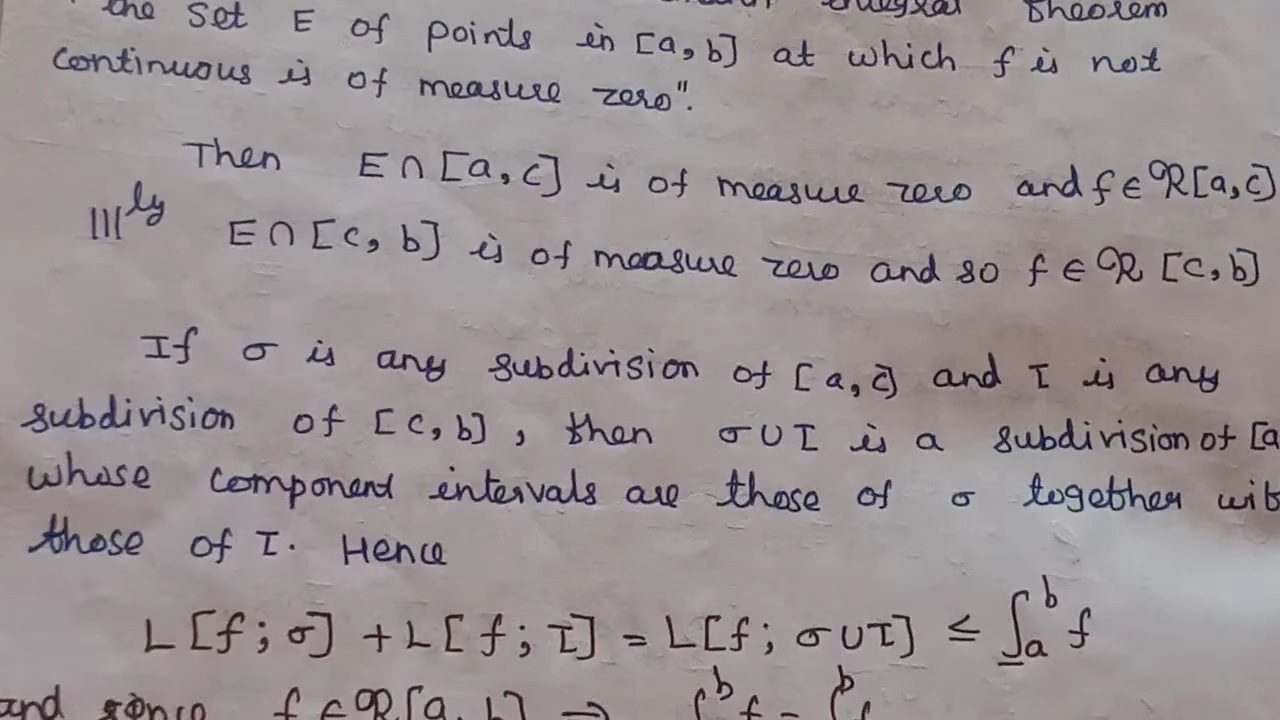 the Set E of points in [a, b] at which f is not
continuous is of measure zero".
Then E∩[a, c] is of measure zero and f ∈ ℛ[a, c]
|||ly E∩[c, b] is of measure zero and so f ∈ ℛ [c, b]
If σ is any subdivision of [a, c] and I is any
subdivision of [c, b], then σ∪I is a subdivision of [a
whose component intervals are those of σ together wit
those of I. Hence
L[f; σ] + L[f; I] = L[f; σ∪I] ≤ ∫_a^b f
and since f ∈ ℛ[a, b] ⇒